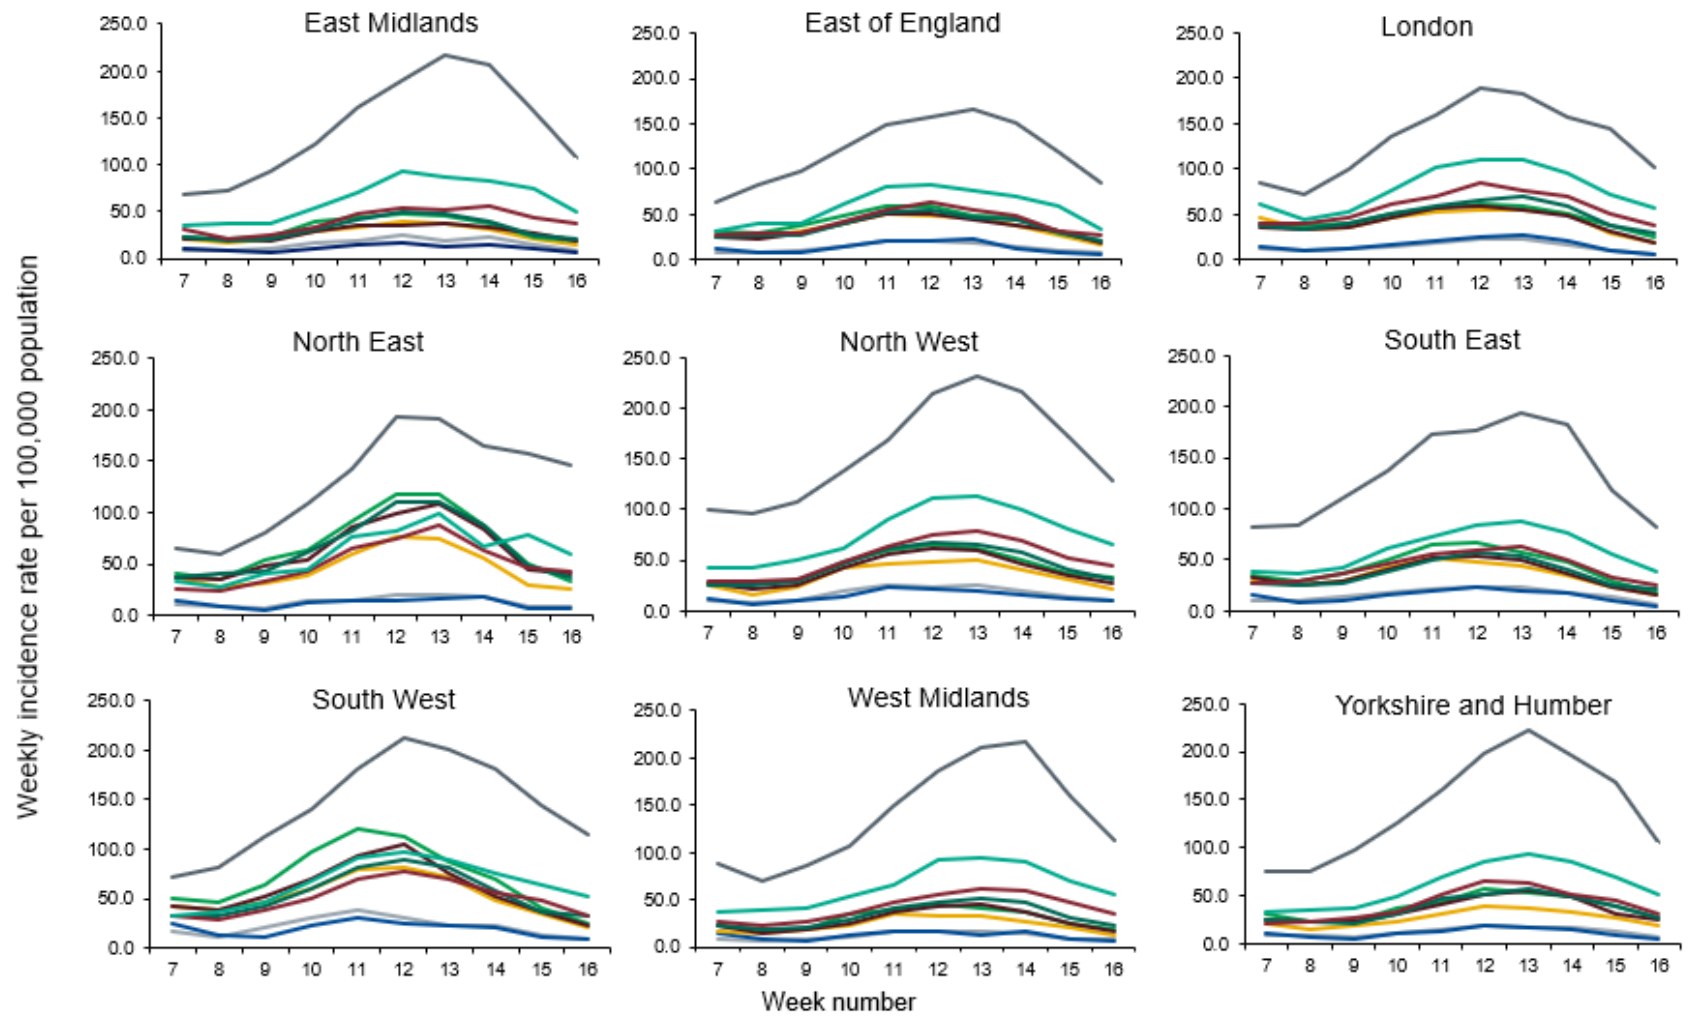 Weekly incidence rate per 100,000 population
East Midlands
250.0
200.0
150.0
100.0
50.0
0.0
7 8 9 10 11 12 13 14 15 16
East of England
250.0
200.0
150.0
100.0
50.0
0.0
7 8 9 10 11 12 13 14 15 16
London
250.0
200.0
150.0
100.0
50.0
0.0
7 8 9 10 11 12 13 14 15 16
North East
250.0
200.0
150.0
100.0
50.0
0.0
7 8 9 10 11 12 13 14 15 16
North West
250.0
200.0
150.0
100.0
50.0
0.0
7 8 9 10 11 12 13 14 15 16
South East
250.0
200.0
150.0
100.0
50.0
0.0
7 8 9 10 11 12 13 14 15 16
South West
250.0
200.0
150.0
100.0
50.0
0.0
7 8 9 10 11 12 13 14 15 16
West Midlands
250.0
200.0
150.0
100.0
50.0
0.0
7 8 9 10 11 12 13 14 15 16
Yorkshire and Humber
250.0
200.0
150.0
100.0
50.0
0.0
7 8 9 10 11 12 13 14 15 16
Week number